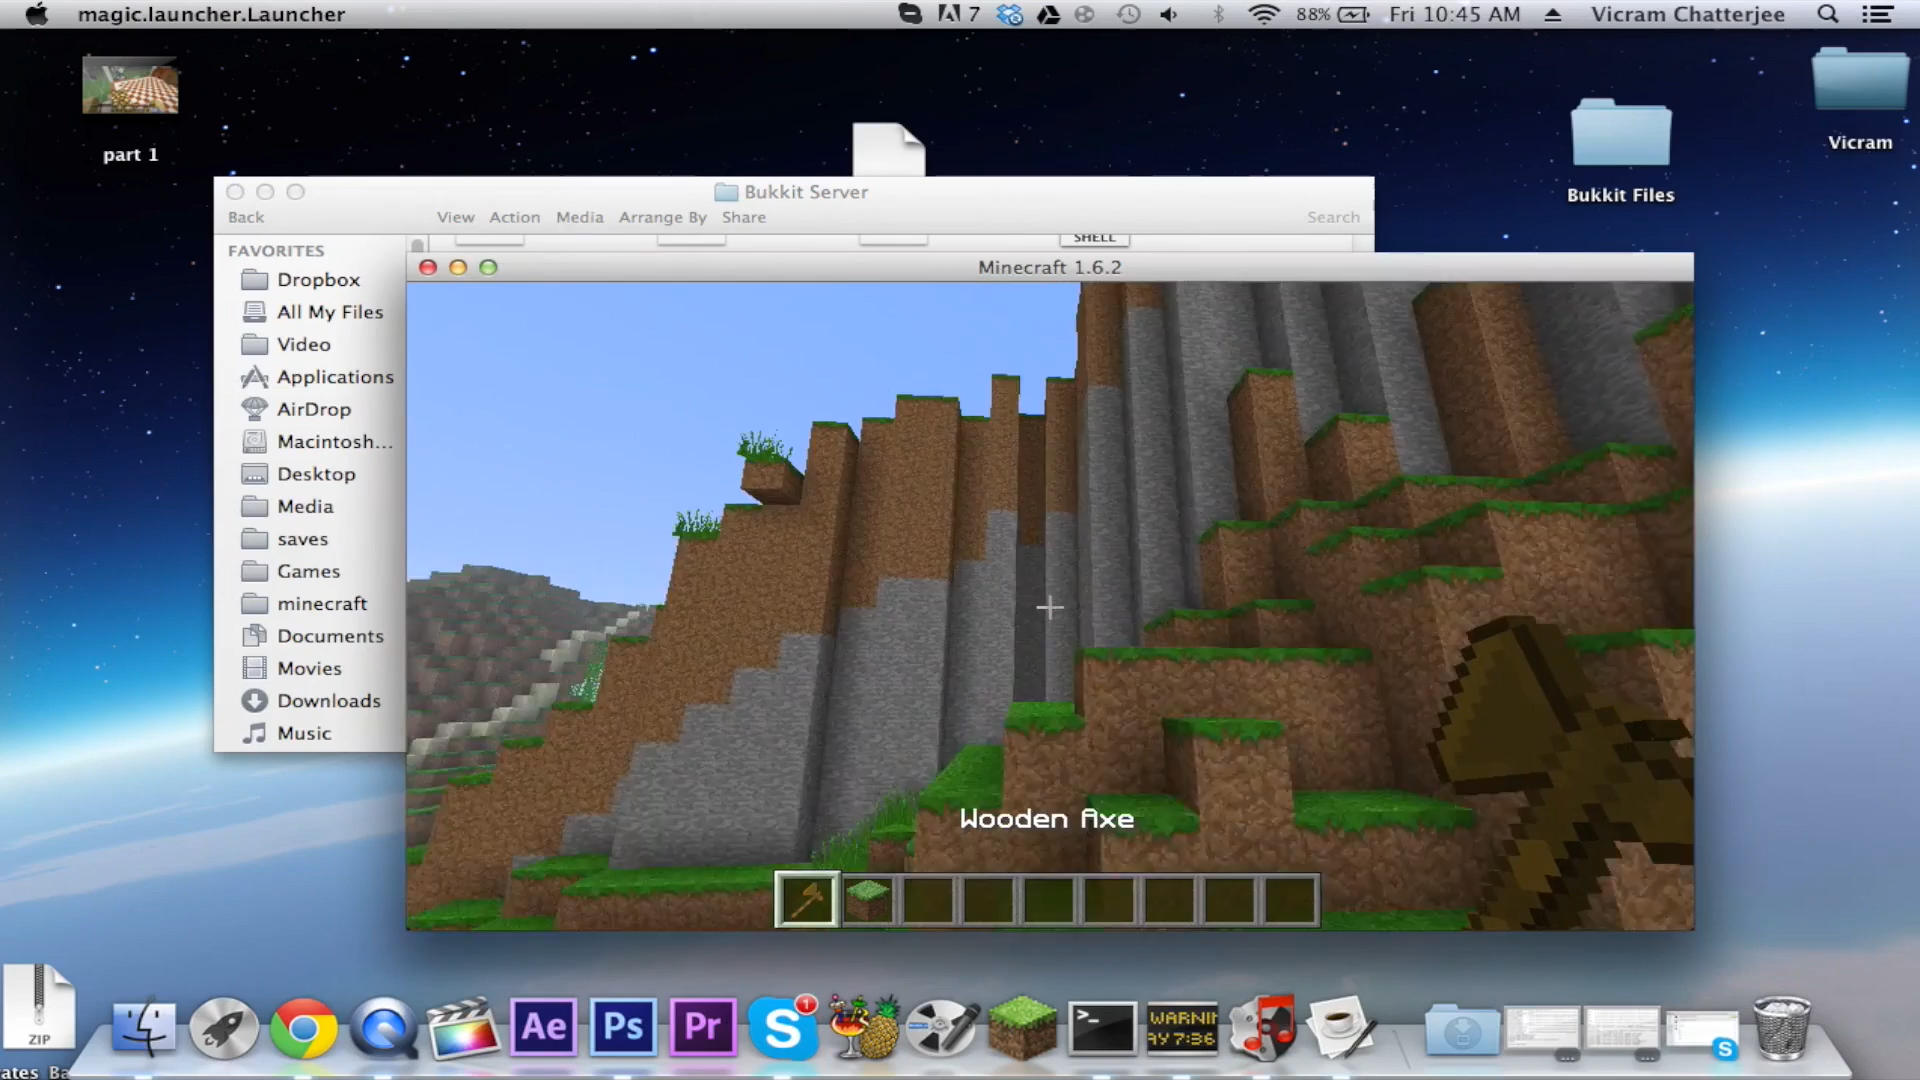 magic.launcher.Launcher
7
88%
Fri 10:45 AM
Vicram Chatterjee
part 1
Vicram
Bukkit Files
Bukkit Server
Back
View
Action
Media
Arrange By
Share
Search
FAVORITES
SHELL
Minecraft 1.6.2
Dropbox
All My Files
Video
Applications
AirDrop
Macintosh...
Desktop
Media
saves
Games
minecraft
Documents
Movies
Downloads
Music
Wooden Axe
ZIP
Ae
Ps
Pr
S
1
>_
WARNIN
AY 7:36
S